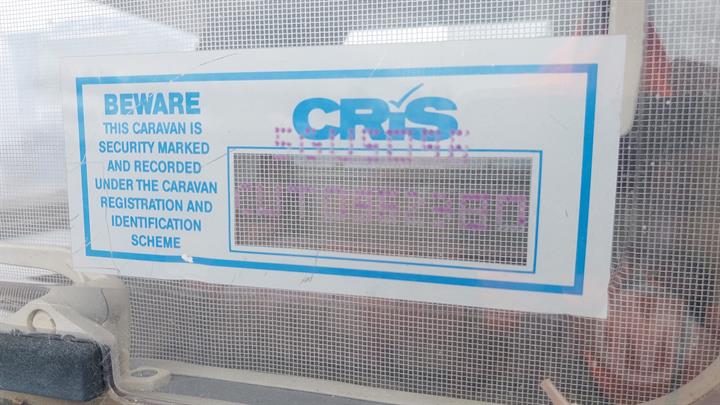 BEWARE
THIS CARAVAN IS
SECURITY MARKED
AND RECORDED
UNDER THE CARAVAN
REGISTRATION AND
IDENTIFICATION
SCHEME
CRiS